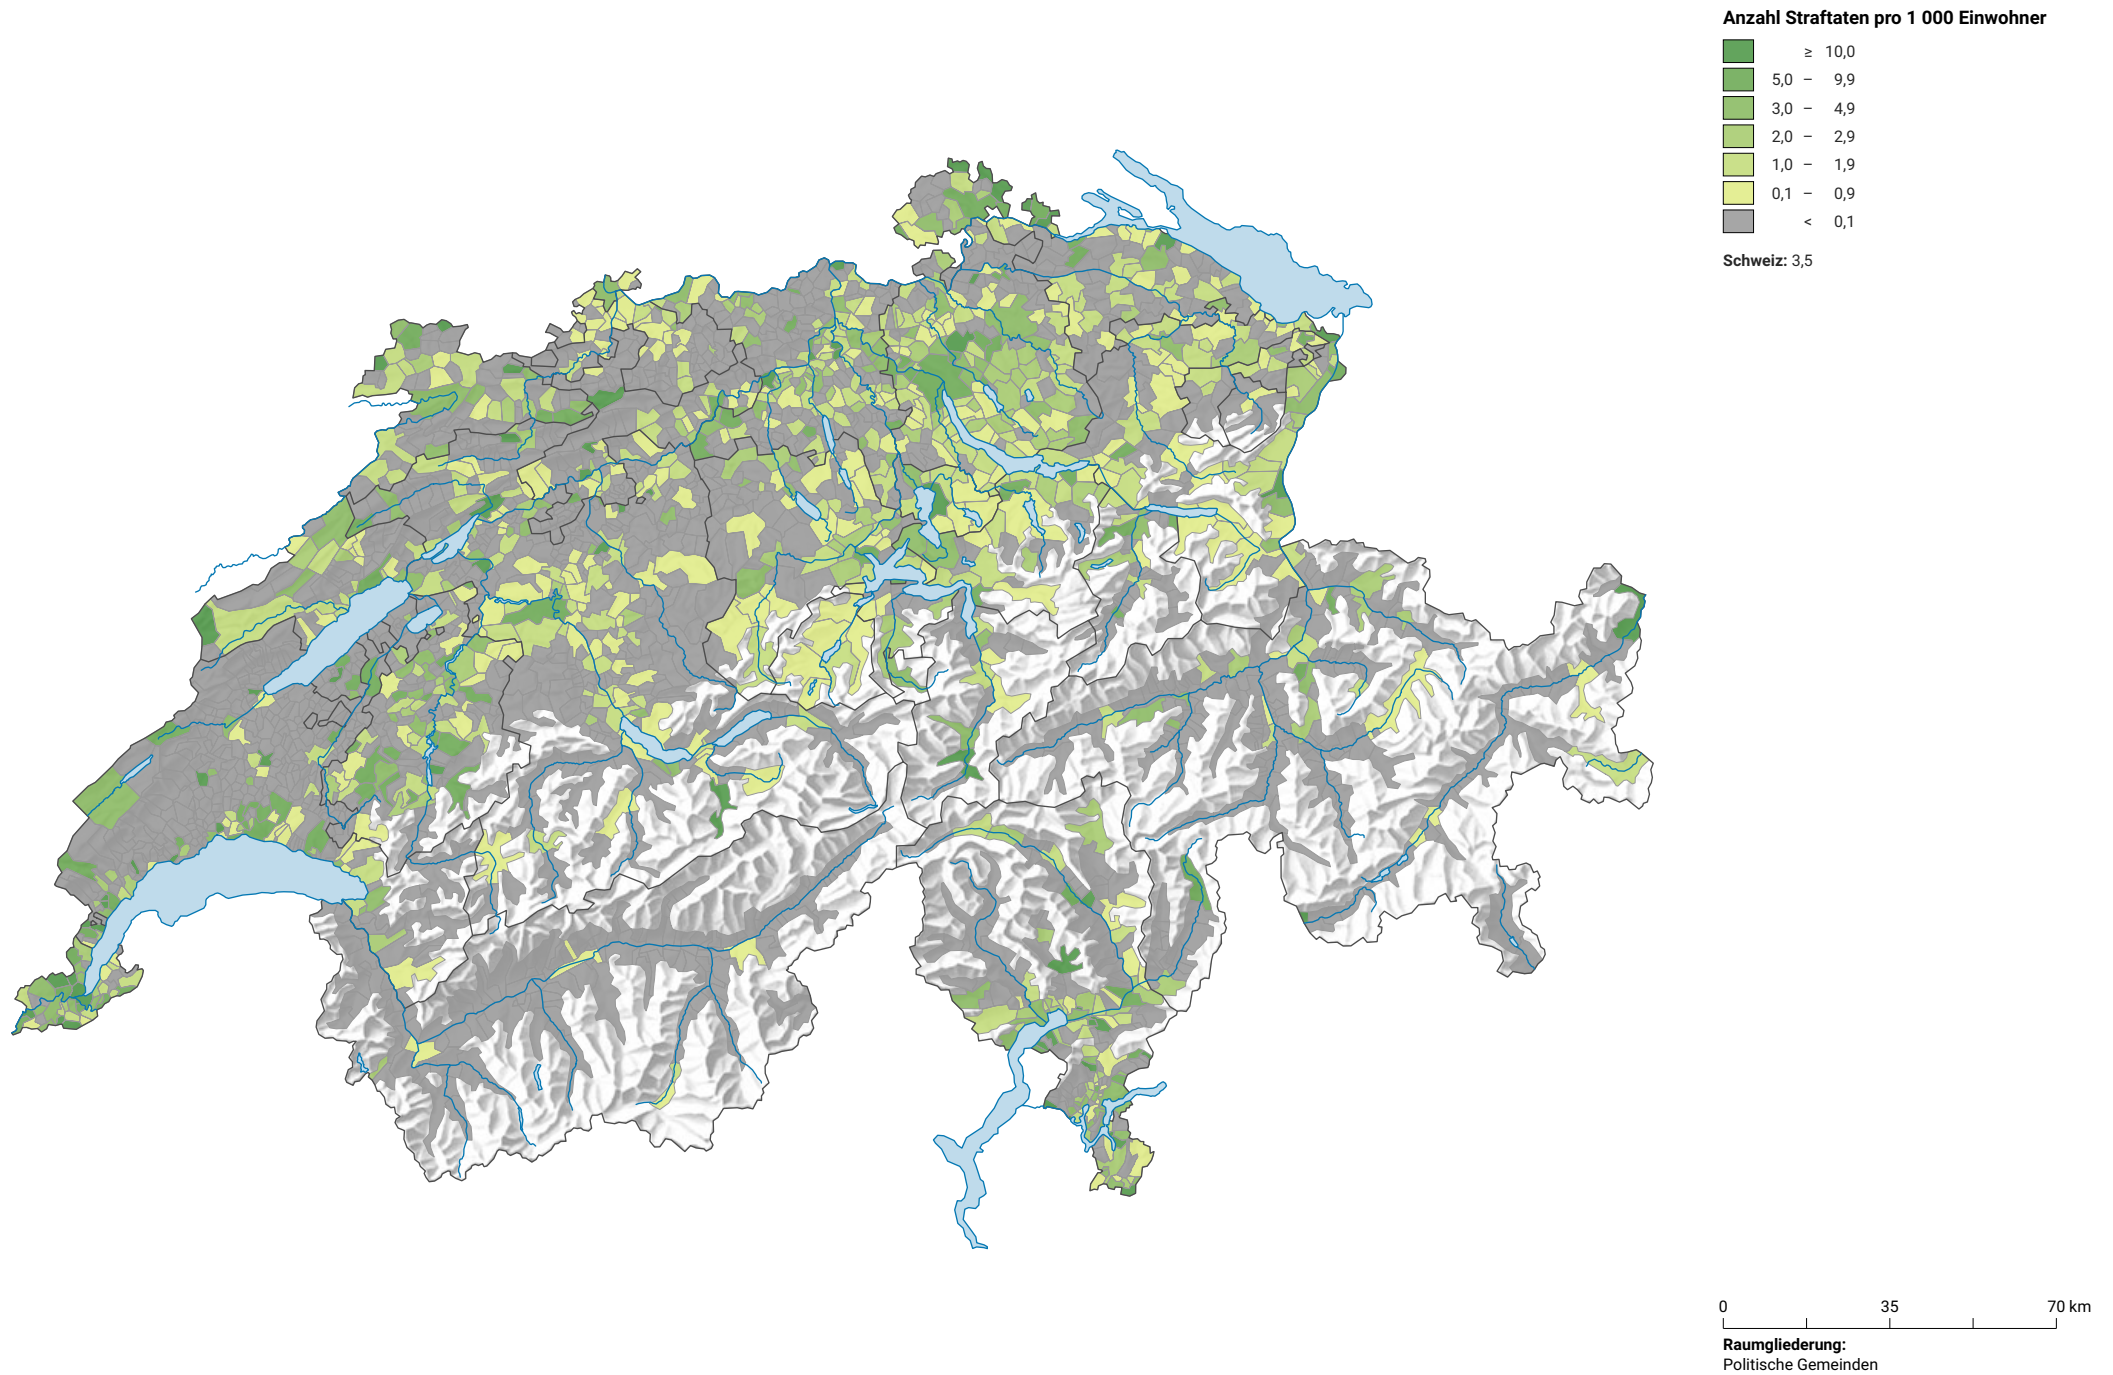 Anzahl Straftaten pro 1 000 Einwohner
≥ 10,0
5,0 – 9,9
3,0 – 4,9
2,0 – 2,9
1,0 – 1,9
0,1 – 0,9
< 0,1
Schweiz: 3,5
0 35 70 km
Raumgliederung:
Politische Gemeinden